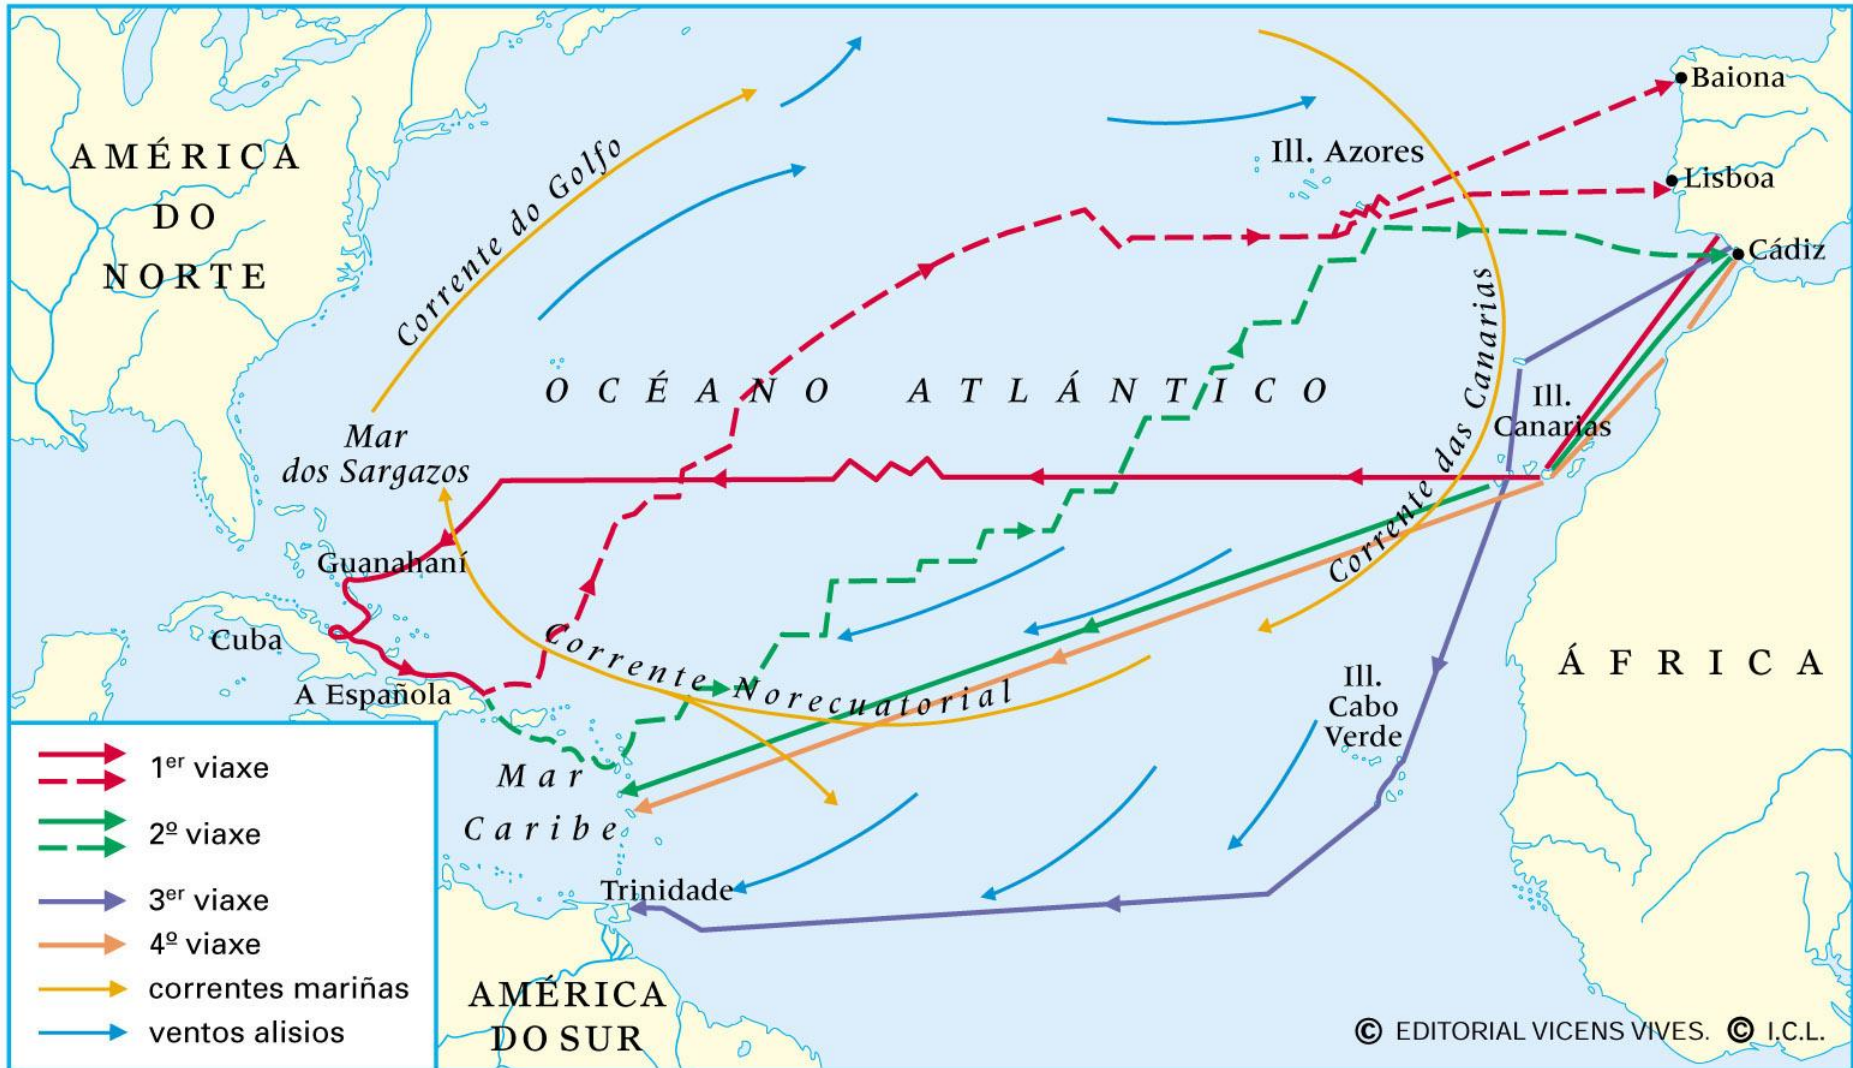 AMÉRICA
DO
NORTE
Corrente do Golfo
Ill. Azores
Baiona
Lisboa
Cádiz
OCÉANO ATLÁNTICO
Mar
dos Sargazos
Ill.
Canarias
Corrente das Canarias
Guanahaní
Cuba
A Española
Corrente Norecuatorial
ÁFRICA
Ill.
Cabo
Verde
Mar
Caribe
Trinidade
AMÉRICA
DO SUR
1er viaxe
2º viaxe
3er viaxe
4º viaxe
correntes mariñas
ventos alisios
© EDITORIAL VICENS VIVES. © I.C.L.